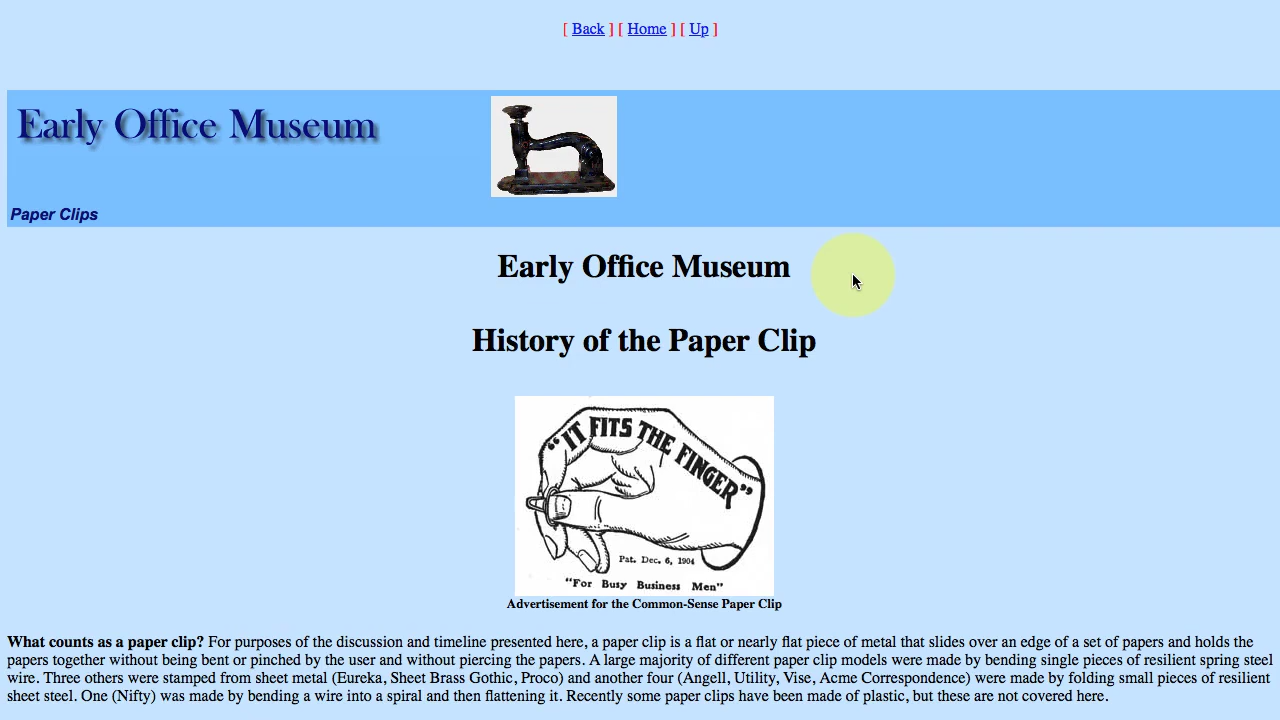 [ Back ] [ Home ] [ Up ]
Early Office Museum
Paper Clips
Early Office Museum
History of the Paper Clip
"IT FITS THE FINGER"
Pat. Dec. 6, 1904
"For Busy Business Men"
Advertisement for the Common-Sense Paper Clip
What counts as a paper clip? For purposes of the discussion and timeline presented here, a paper clip is a flat or nearly flat piece of metal that slides over an edge of a set of papers and holds the
papers together without being bent or pinched by the user and without piercing the papers. A large majority of different paper clip models were made by bending single pieces of resilient spring steel
wire. Three others were stamped from sheet metal (Eureka, Sheet Brass Gothic, Proco) and another four (Angell, Utility, Vise, Acme Correspondence) were made by folding small pieces of resilient
sheet steel. One (Nifty) was made by bending a wire into a spiral and then flattening it. Recently some paper clips have been made of plastic, but these are not covered here.